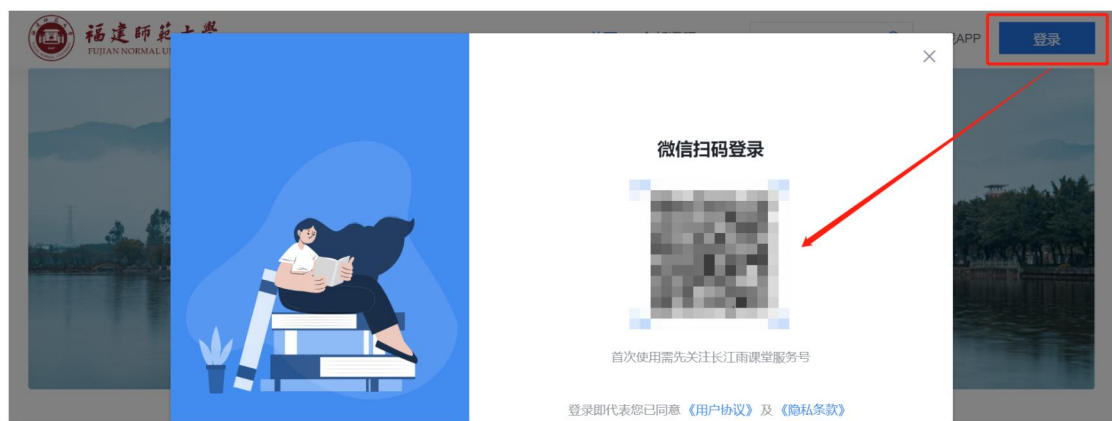 福建师范大學
FUJIAN NORMAL U
APP
登录
微信扫码登录
首次使用需先关注长江雨课堂服务号
登录即代表您已同意《用户协议》及《隐私条款》